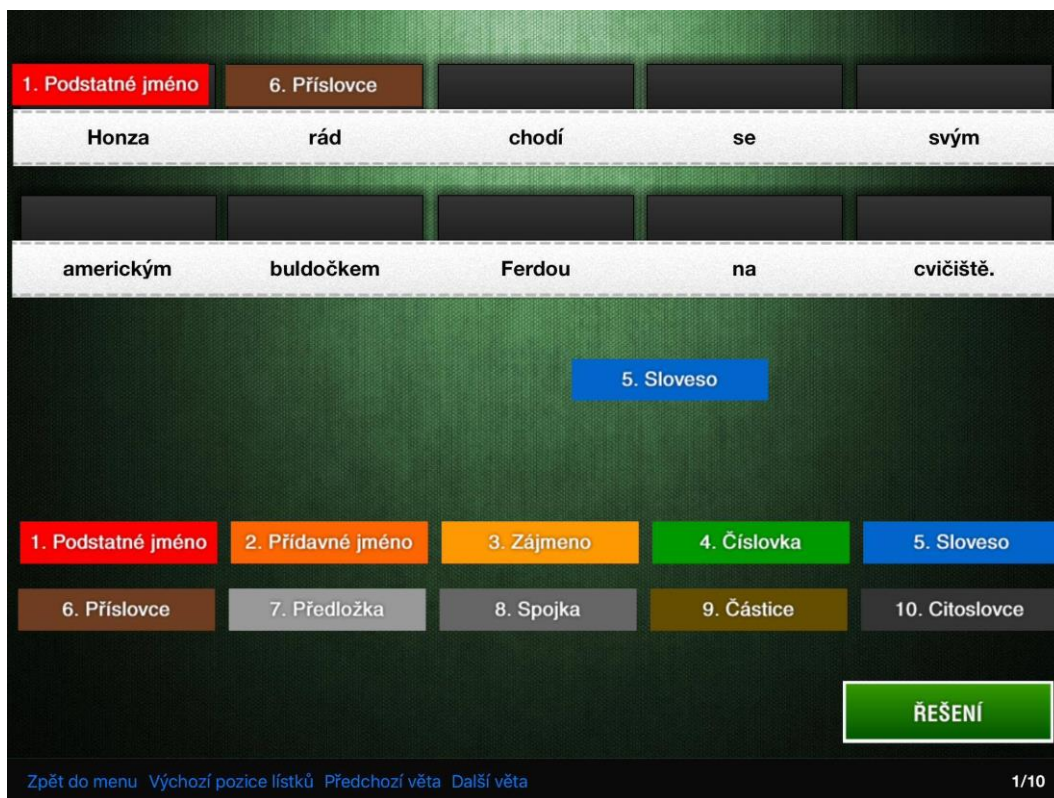 1. Podstatné jméno 6. Příslovce
Honza rád chodí se svým
americkým buldočkem Ferdou na cvičiště.
5. Sloveso
1. Podstatné jméno 2. Přídavné jméno 3. Zájmeno 4. Číslovka 5. Sloveso
6. Příslovce 7. Předložka 8. Spojka 9. Částice 10. Citoslovce
ŘEŠENÍ
Zpět do menu Výchozí pozice lístků Předchozí věta Další věta 1/10